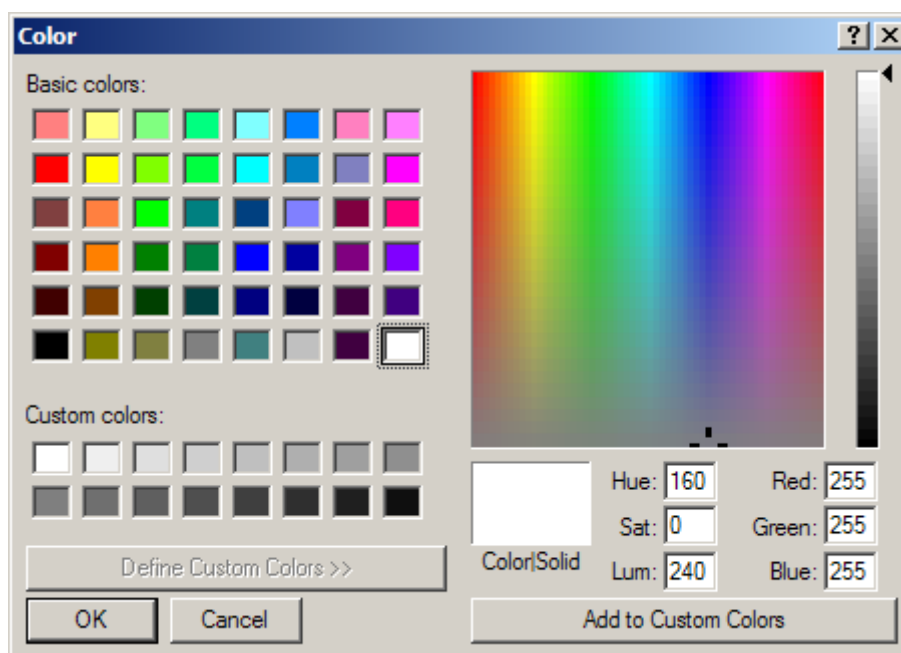 Color
Basic colors:
Custom colors:
Define Custom Colors >>
OK
Cancel
Color|Solid
Hue: 160
Sat: 0
Lum: 240
Red: 255
Green: 255
Blue: 255
Add to Custom Colors